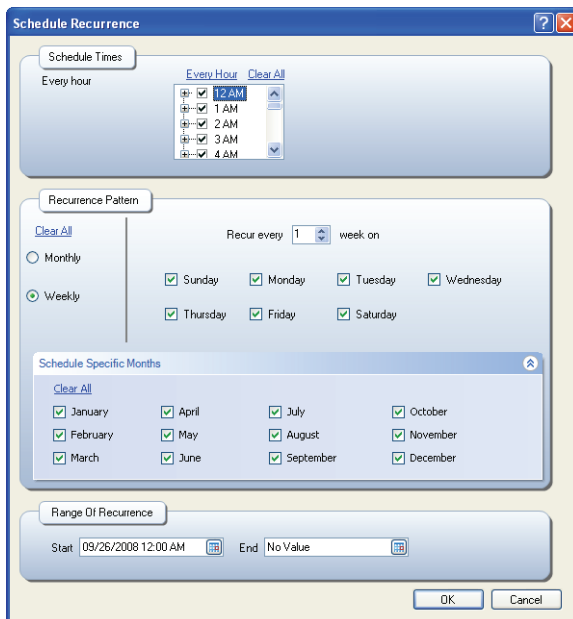 Schedule Recurrence
Schedule Times
Every hour
Every Hour Clear All
12 AM
1 AM
2 AM
3 AM
4 AM
Recurrence Pattern
Clear All
Recur every 1 week on
Monthly
Weekly
Sunday Monday Tuesday Wednesday
Thursday Friday Saturday
Schedule Specific Months
Clear All
January April July October
February May August November
March June September December
Range Of Recurrence
Start 09/26/2008 12:00 AM End No Value
OK Cancel